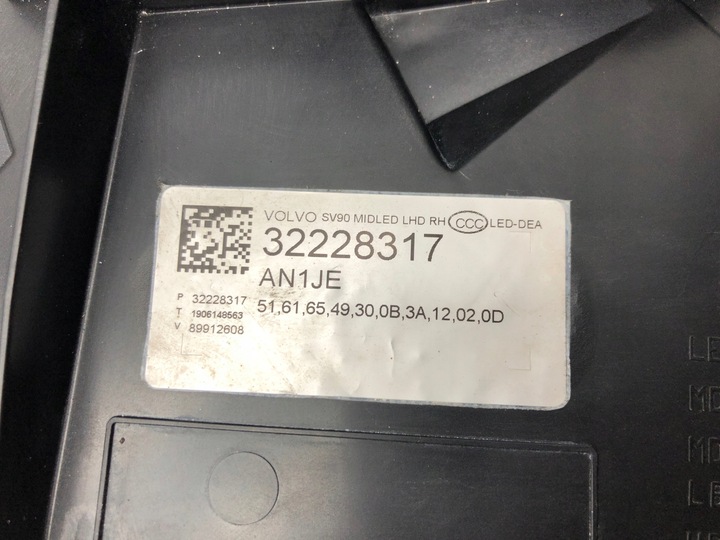 VOLVO SV90 MIDLED LHD RH CCC LED-DEA
32228317
AN1JE
P 32228317
T 1906148563
V 89912608
51,61,65,49,30,0B,3A,12,02,0D